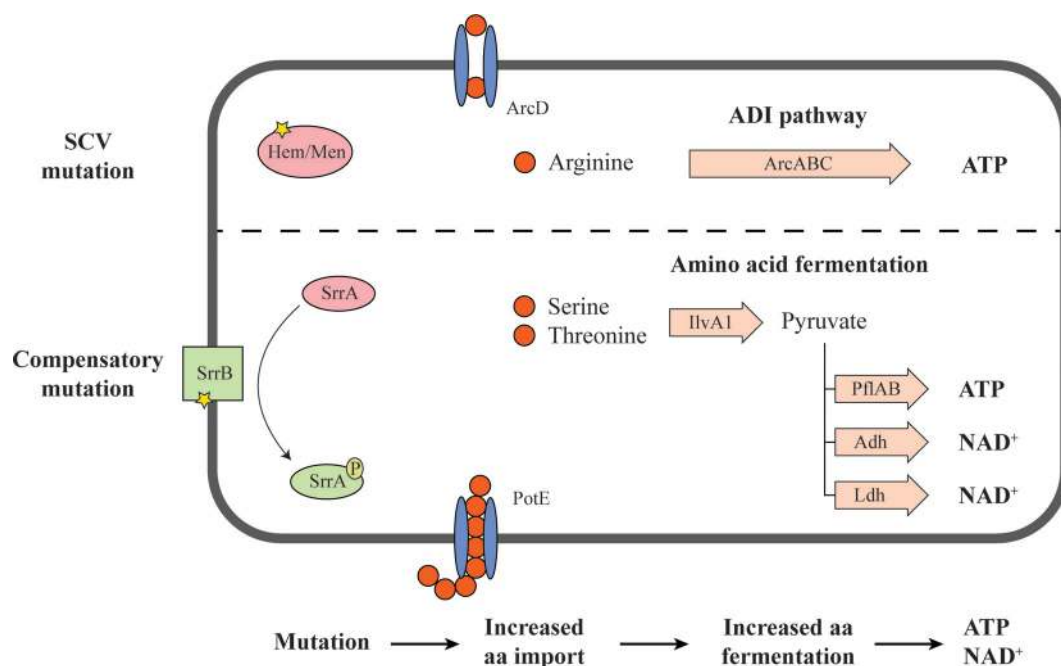 SCV
mutation
Hem/Men
ArcD
Arginine
ADI pathway
ArcABC
ATP
Compensatory
mutation
SrrB
SrrA
SrrA
P
Serine
Threonine
Amino acid fermentation
IlvA1
Pyruvate
PflAB
ATP
Adh
NAD⁺
Ldh
NAD⁺
PotE
Mutation
Increased
aa import
Increased aa
fermentation
ATP
NAD⁺